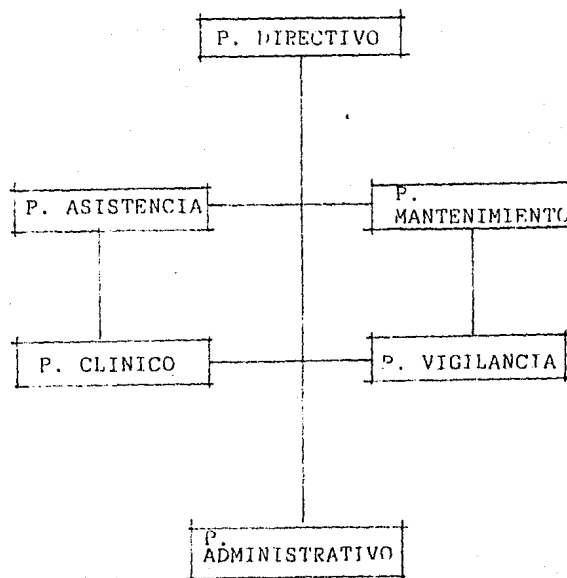 P. DIRECTIVO
P. ASISTENCIA
P.
MANTENIMIENTO
P. CLINICO
P. VIGILANCIA
P.
ADMINISTRATIVO